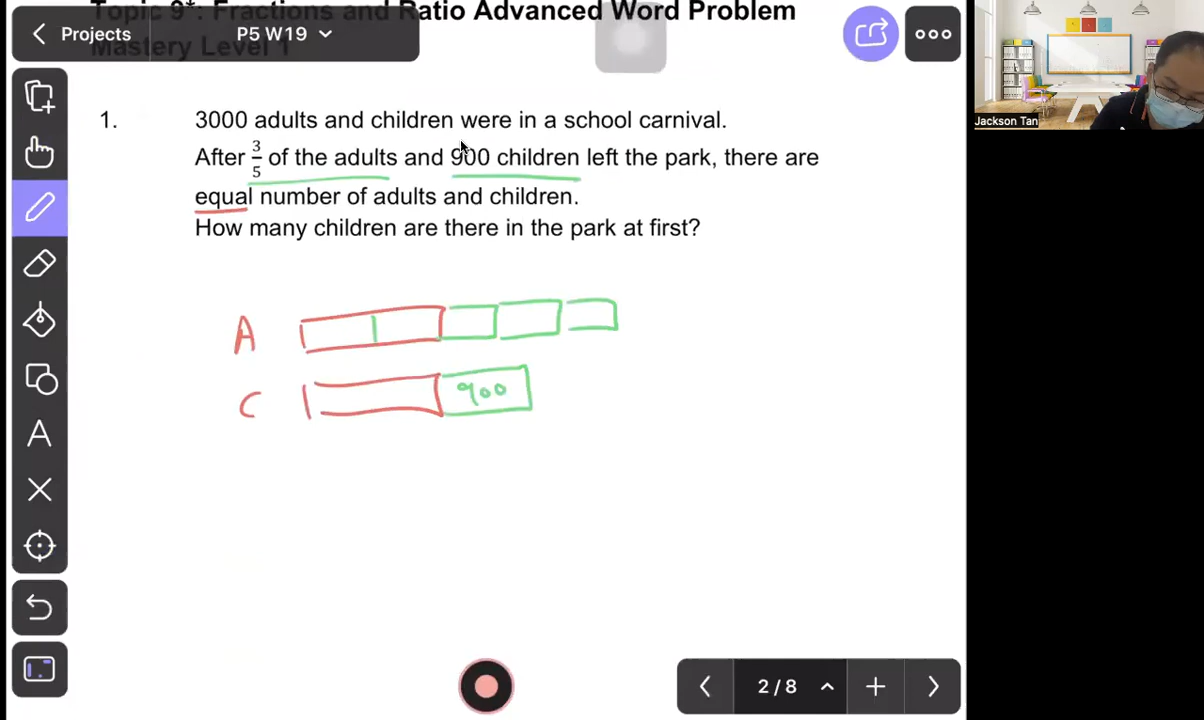 Topic 9*: Fractions and Ratio Advanced Word Problem
Projects
P5 W19
Mastery Level 1
1.
3000 adults and children were in a school carnival.
After 3/5 of the adults and 900 children left the park, there are
equal number of adults and children.
How many children are there in the park at first?
A
C
900
A
2 / 8
Jackson Tan